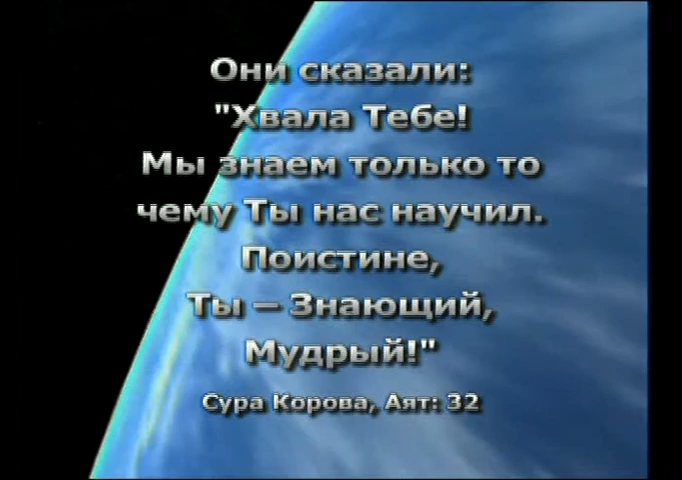 Они сказали:
"Хвала Тебе!
Мы знаем только то
чему Ты нас научил.
Поистине,
Ты — Знающий,
Мудрый!"
Сура Корова, Аят: 32